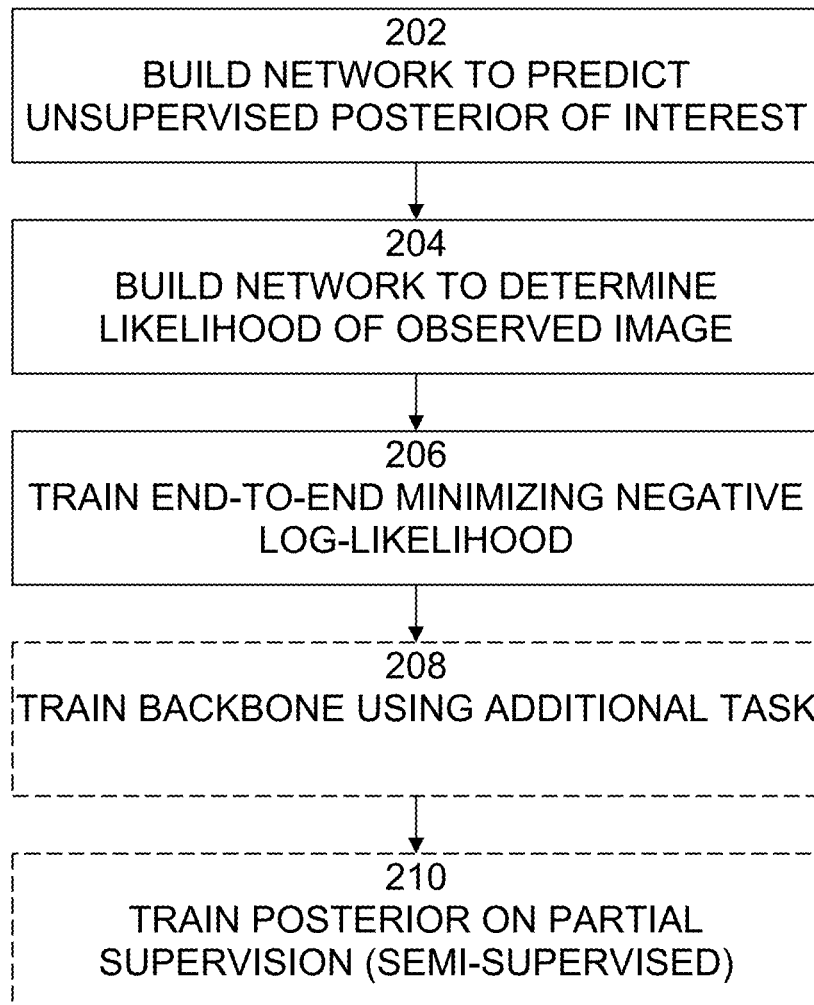 202
BUILD NETWORK TO PREDICT
UNSUPERVISED POSTERIOR OF INTEREST
204
BUILD NETWORK TO DETERMINE
LIKELIHOOD OF OBSERVED IMAGE
206
TRAIN END-TO-END MINIMIZING NEGATIVE
LOG-LIKELIHOOD
208
TRAIN BACKBONE USING ADDITIONAL TASK
210
TRAIN POSTERIOR ON PARTIAL
SUPERVISION (SEMI-SUPERVISED)